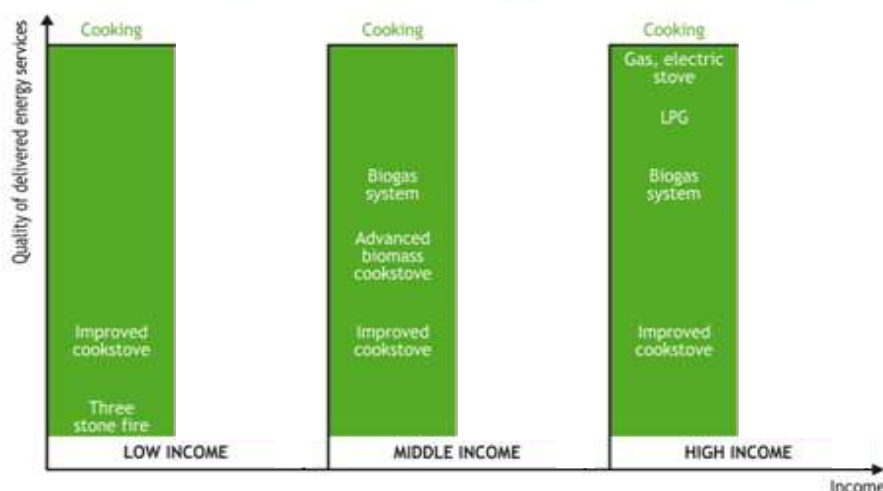 Quality of delivered energy services
Cooking
Improved
cookstove
Three
stone fire
LOW INCOME
Cooking
Biogas
system
Advanced
biomass
cookstove
Improved
cookstove
MIDDLE INCOME
Cooking
Gas, electric
stove
LPG
Biogas
system
Improved
cookstove
HIGH INCOME
Income